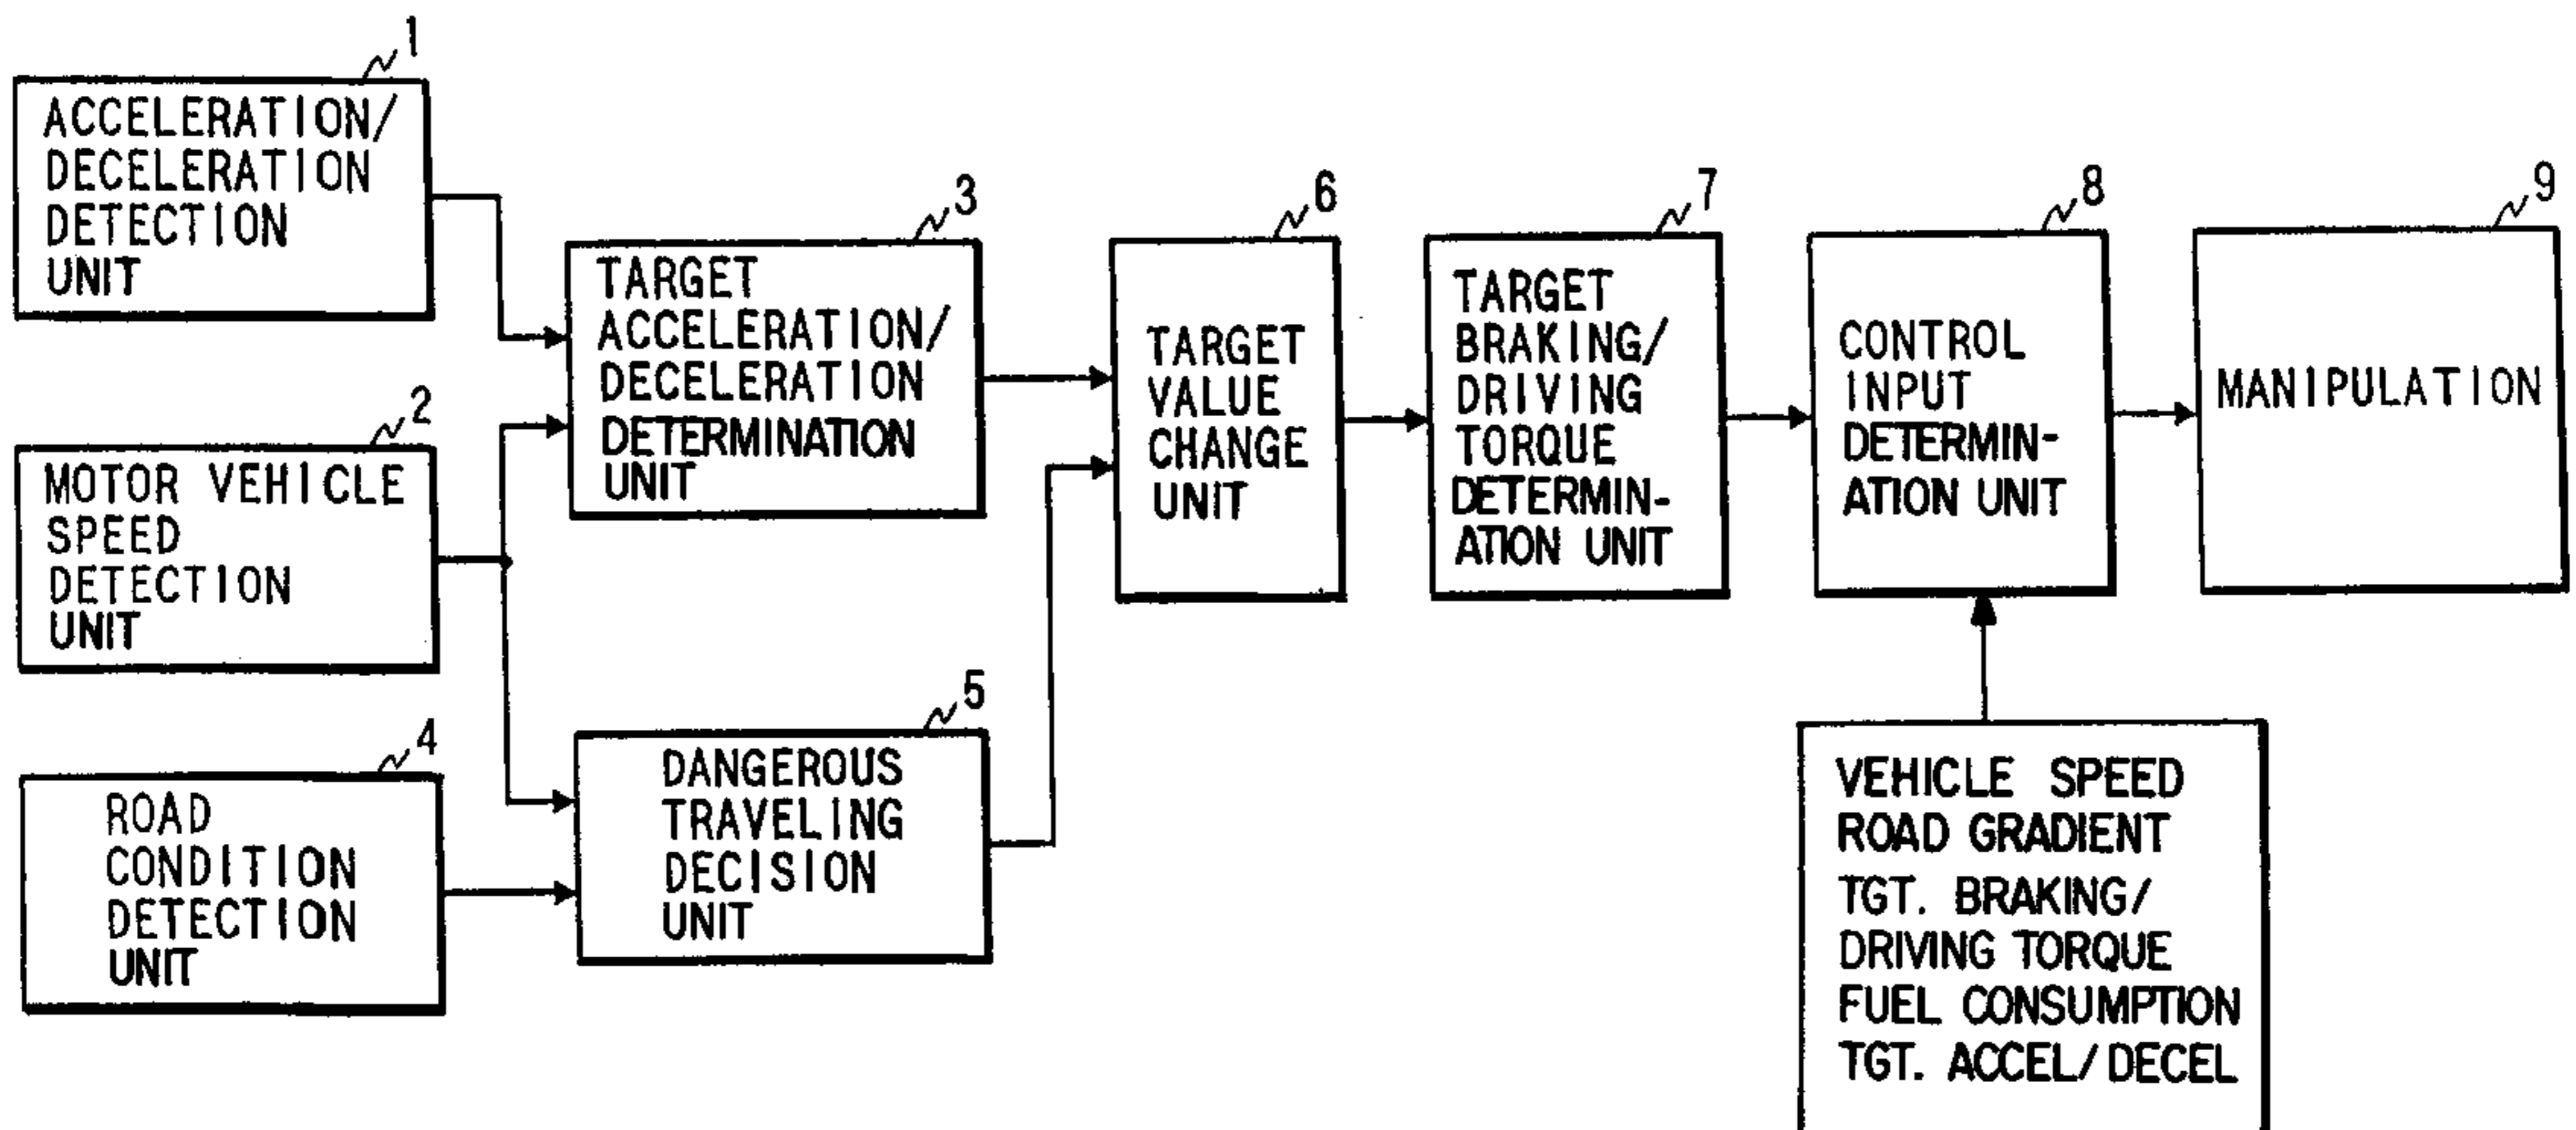 1
ACCELERATION/
DECELERATION
DETECTION
UNIT
2
MOTOR VEHICLE
SPEED
DETECTION
UNIT
4
ROAD
CONDITION
DETECTION
UNIT
3
TARGET
ACCELERATION/
DECELERATION
DETERMINATION
UNIT
5
DANGEROUS
TRAVELING
DECISION
UNIT
6
TARGET
VALUE
CHANGE
UNIT
7
TARGET
BRAKING/
DRIVING
TORQUE
DETERMIN-
ATION UNIT
8
CONTROL
INPUT
DETERMIN-
ATION UNIT
9
MANIPULATION
VEHICLE SPEED
ROAD GRADIENT
TGT. BRAKING/
DRIVING TORQUE
FUEL CONSUMPTION
TGT. ACCEL/DECEL